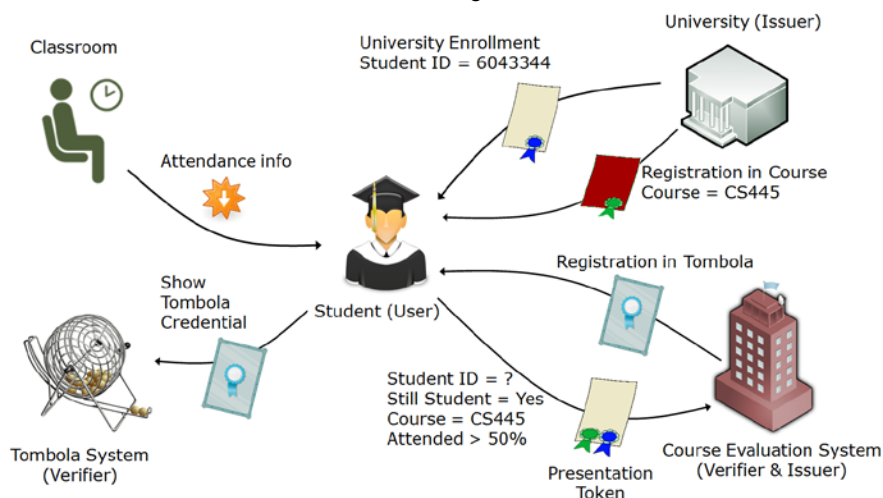 University (Issuer)
Classroom
University Enrollment
Student ID = 6043344
Attendance info
Registration in Course
Course = CS445
Registration in Tombola
Show
Tombola
Credential
Student (User)
Student ID = ?
Still Student = Yes
Course = CS445
Attended > 50%
Tombola System
(Verifier)
Presentation
Token
Course Evaluation System
(Verifier & Issuer)